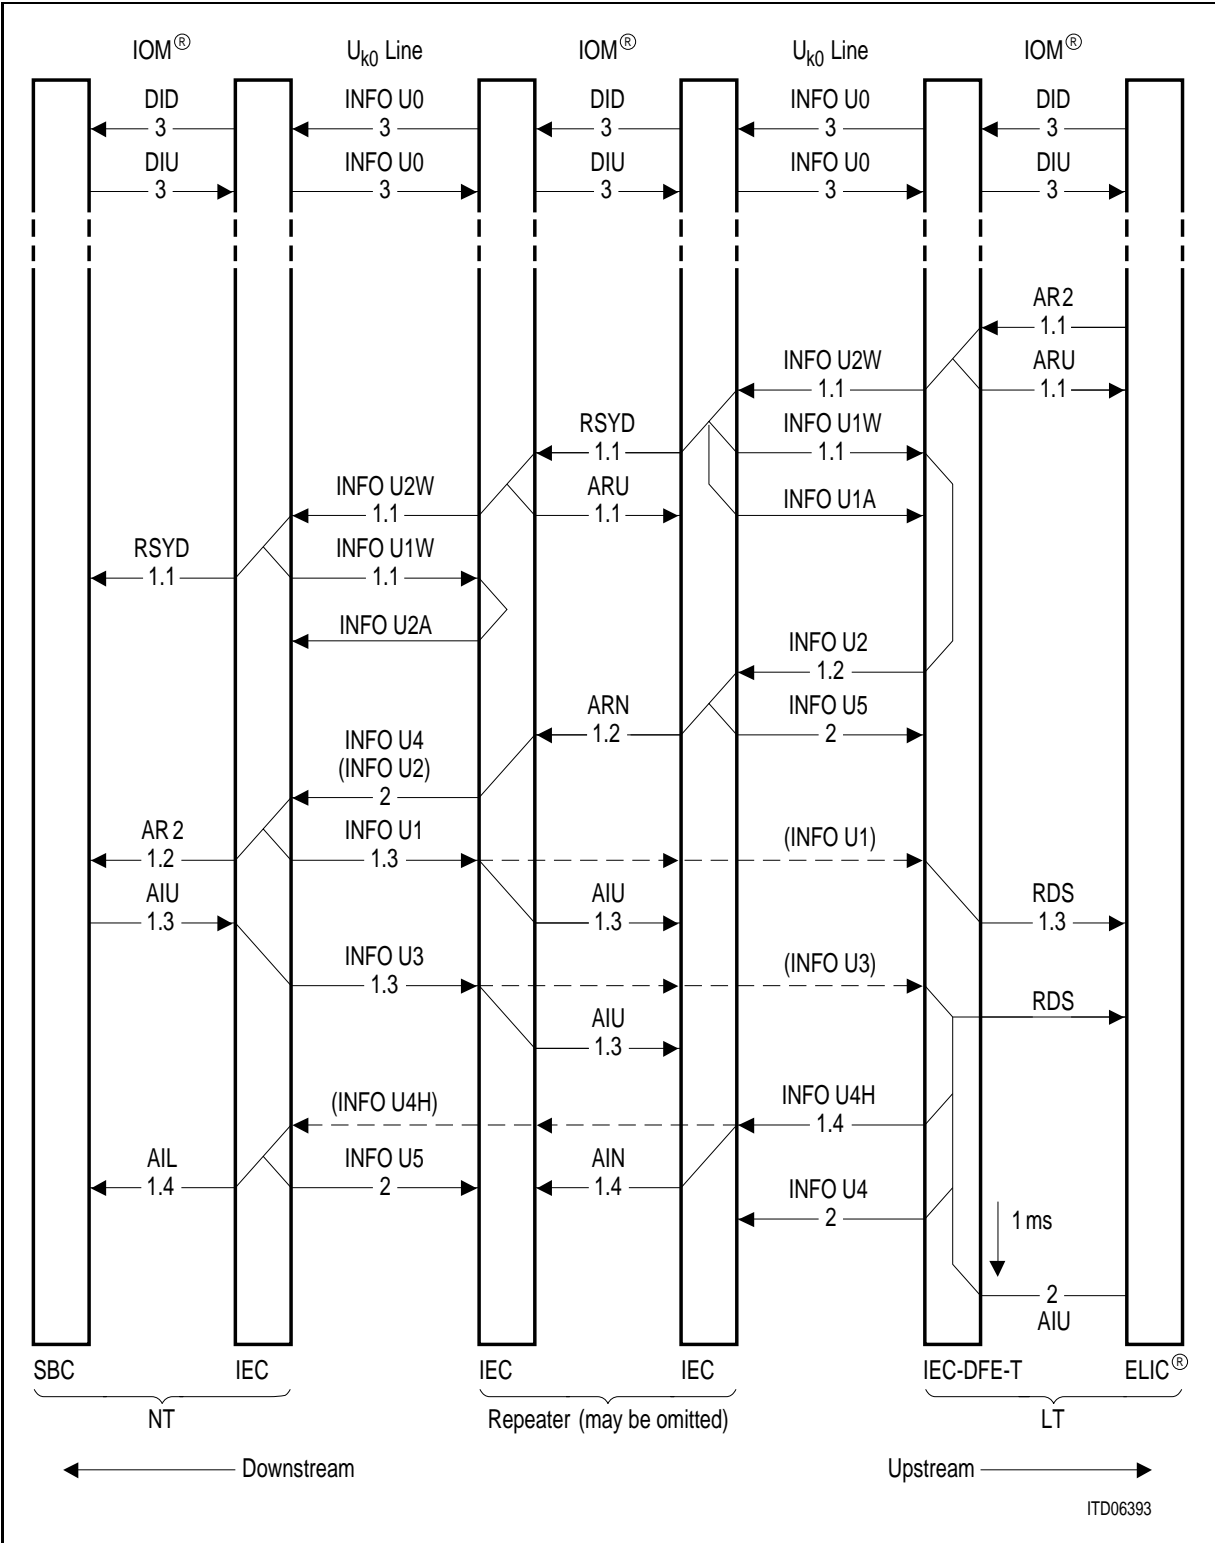 IOM® U_k0 Line IOM® U_k0 Line IOM®
DID INFO U0 DID INFO U0 DID
3 3 3 3 3
DIU INFO U0 DIU INFO U0 DIU
3 3 3 3 3
AR2
1.1
INFO U2W ARU
1.1 1.1
RSYD INFO U1W
1.1 1.1
INFO U2W ARU INFO U1A
1.1 1.1
RSYD INFO U1W
1.1 1.1
INFO U2A
INFO U2
1.2
ARN INFO U5
1.2 2
INFO U4
(INFO U2)
2
AR2 INFO U1 (INFO U1)
1.2 1.3
AIU AIU RDS
1.3 1.3 1.3
INFO U3 (INFO U3)
1.3
AIU RDS
1.3
(INFO U4H) INFO U4H
1.4
AIL INFO U5 AIN
1.4 2 1.4
INFO U4
2
1 ms
2
AIU
SBC IEC IEC IEC IEC-DFE-T ELIC®
NT Repeater (may be omitted) LT
Downstream Upstream
ITD06393